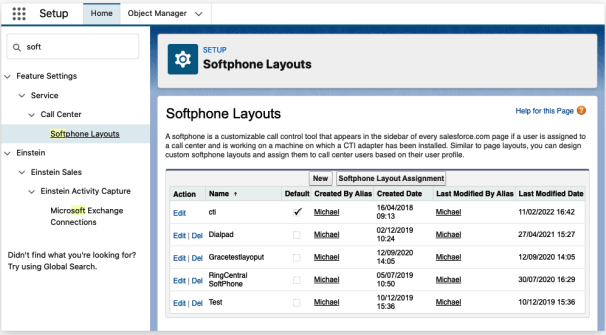 Setup
Home
Object Manager
soft
Feature Settings
Service
Call Center
Softphone Layouts
Einstein
Einstein Sales
Einstein Activity Capture
Microsoft Exchange
Connections
Didn't find what you're looking for?
Try using Global Search.
SETUP
Softphone Layouts
Softphone Layouts
Help for this Page ?
A softphone is a customizable call control tool that appears in the sidebar of every salesforce.com page if a user is assigned to
a call center and is working on a machine on which a CTI adapter has been installed. Similar to page layouts, you can design
custom softphone layouts and assign them to call center users based on their user profile.
New Softphone Layout Assignment
Action Name ↑ Default Created By Alias Created Date Last Modified By Alias Last Modified Date
Edit cti ✓ Michael 16/04/2018 09:13 Michael 11/02/2022 16:42
Edit | Del Dialpad Michael 02/12/2019 10:24 Michael 27/04/2021 15:27
Edit | Del Gracetestlayoput Michael 12/09/2020 14:05 Michael 12/09/2020 14:05
Edit | Del RingCentral SoftPhone Michael 05/07/2019 10:50 Michael 30/07/2020 16:29
Edit | Del Test Michael 10/12/2019 15:36 Michael 10/12/2019 15:36